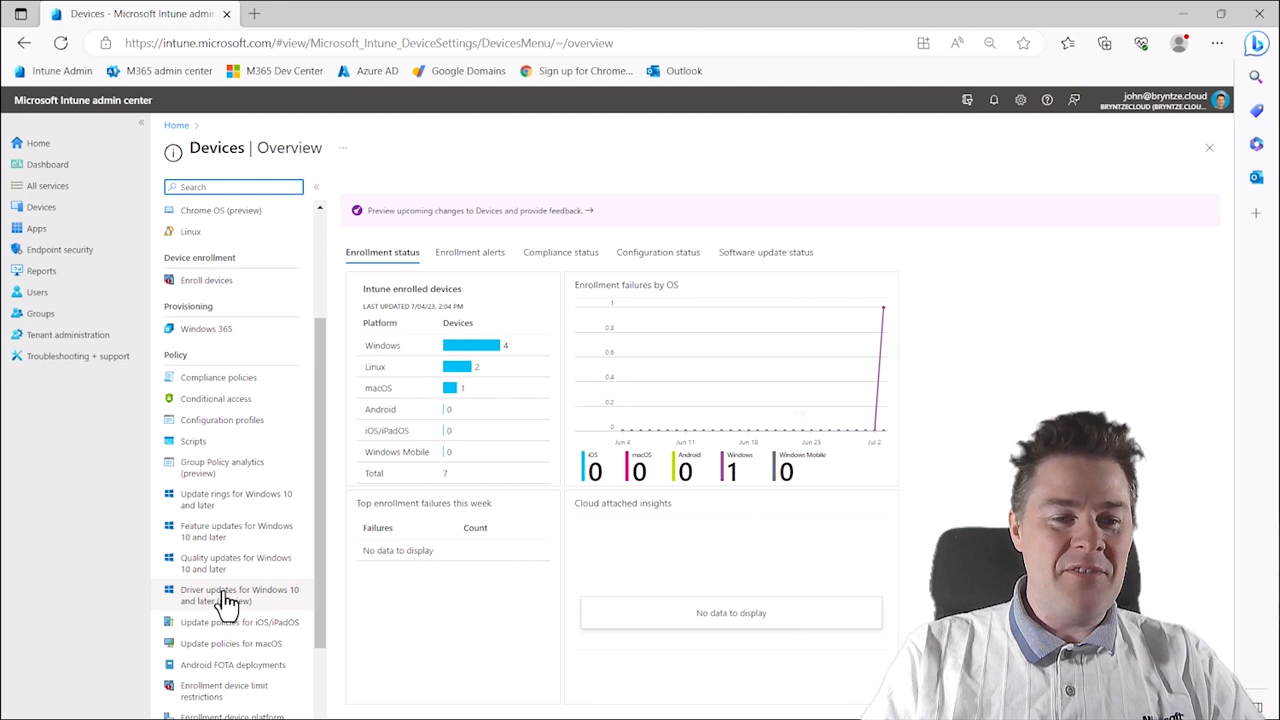 Devices - Microsoft Intune admin
https://intune.microsoft.com/#view/Microsoft_Intune_DeviceSettings/DevicesMenu/~/overview
Intune Admin
M365 admin center
M365 Dev Center
Azure AD
Google Domains
Sign up for Chrome...
Outlook
Microsoft Intune admin center
john@bryntze.cloud
BRYNTZECLOUD (BRYNTZE.CLOU...
Home
Dashboard
All services
Devices
Apps
Endpoint security
Reports
Users
Groups
Tenant administration
Troubleshooting + support
Home
Devices | Overview
Search
Chrome OS (preview)
Linux
Device enrollment
Enroll devices
Provisioning
Windows 365
Policy
Compliance policies
Conditional access
Configuration profiles
Scripts
Group Policy analytics
(preview)
Update rings for Windows 10
and later
Feature updates for Windows
10 and later
Quality updates for Windows
10 and later
Driver updates for Windows 10
and later
Update policies for iOS/iPadOS
Update policies for macOS
Android FOTA deployments
Enrollment device limit
restrictions
Enrollment device platform
Preview upcoming changes to Devices and provide feedback. →
Enrollment status
Enrollment alerts
Compliance status
Configuration status
Software update status
Intune enrolled devices
LAST UPDATED 7/04/23, 2:04 PM
Platform Devices
Windows 4
Linux 2
macOS 1
Android 0
iOS/iPadOS 0
Windows Mobile 0
Total 7
Enrollment failures by OS
1
0.8
0.6
0.4
0.2
0
Jun 4 Jun 11 Jun 18 Jun 25 Jul 2
iOS macOS Android Windows Windows Mobile
0 0 0 1 0
Top enrollment failures this week
Failures Count
No data to display
Cloud attached insights
No data to display
Microsoft